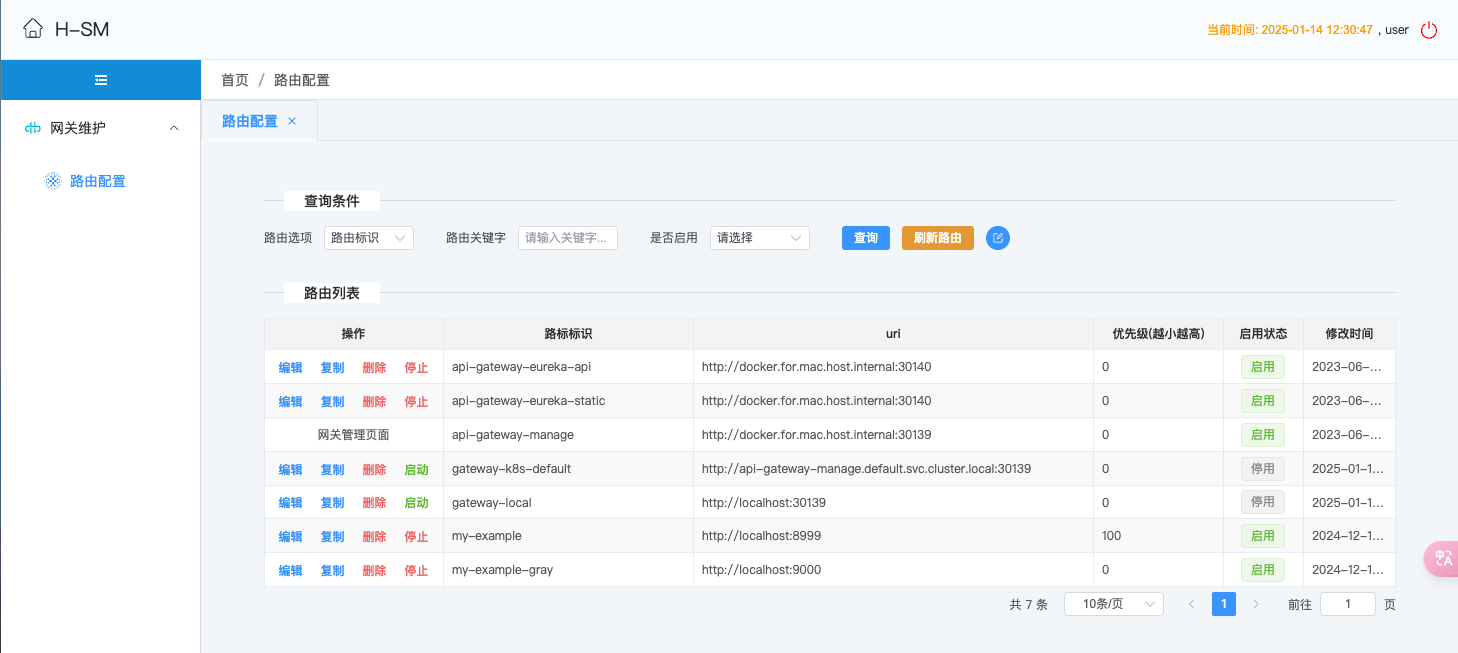 H-SM
当前时间: 2025-01-14 12:30:47 , user
首页 / 路由配置
网关维护
路由配置 ×
路由配置
查询条件
路由选项 路由标识 路由关键字 请输入关键字... 是否启用 请选择 查询 刷新路由
路由列表
操作 路标标识 uri 优先级(越小越高) 启用状态 修改时间
编辑 复制 删除 停止 api-gateway-eureka-api http://docker.for.mac.host.internal:30140 0 启用 2023-06-...
编辑 复制 删除 停止 api-gateway-eureka-static http://docker.for.mac.host.internal:30140 0 启用 2023-06-...
网关管理页面 api-gateway-manage http://docker.for.mac.host.internal:30139 0 启用 2023-06-...
编辑 复制 删除 启动 gateway-k8s-default http://api-gateway-manage.default.svc.cluster.local:30139 0 停用 2025-01-1...
编辑 复制 删除 启动 gateway-local http://localhost:30139 0 停用 2025-01-1...
编辑 复制 删除 停止 my-example http://localhost:8999 100 启用 2024-12-1...
编辑 复制 删除 停止 my-example-gray http://localhost:9000 0 启用 2024-12-1...
共 7 条 10条/页 1 前往 1 页
中A